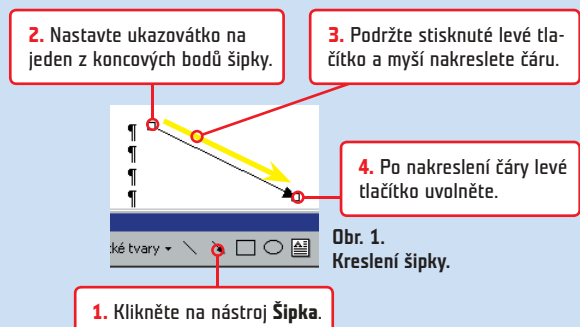 2. Nastavte ukazovátko na
jeden z koncových bodů šipky.
3. Podržte stisknuté levé tla-
čítko a myší nakreslete čáru.
¶
¶
¶
¶
4. Po nakreslení čáry levé
tlačítko uvolněte.
ké tvary
Obr. 1.
Kreslení šipky.
1. Klikněte na nástroj Šipka.